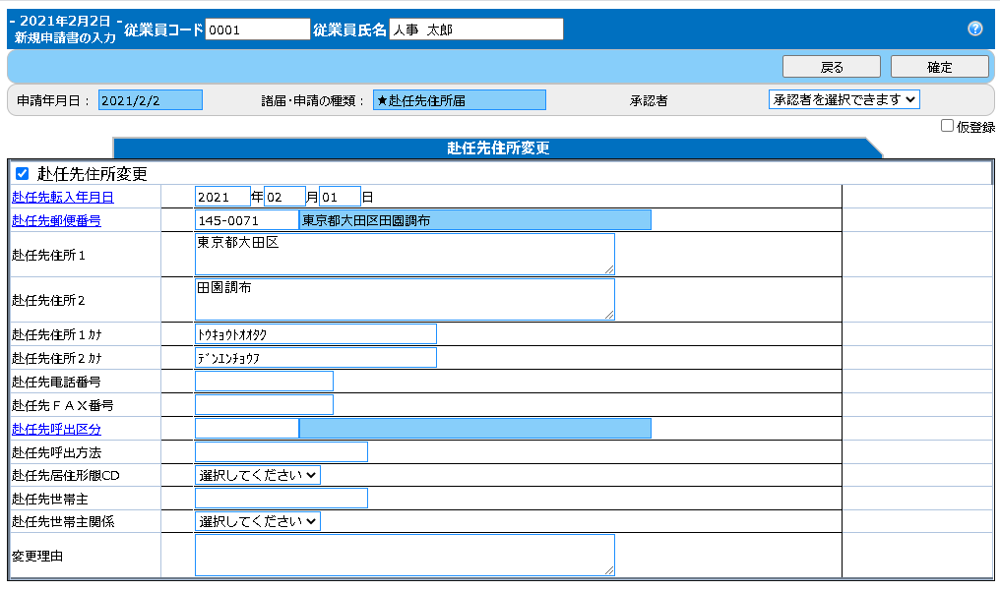 - 2021年2月2日 -
新規申請書の入力 従業員コード 0001 従業員氏名 人事 太郎 ?
戻る 確定
申請年月日： 2021/2/2 諸届・申請の種類： ★赴任先住所届 承認者 承認者を選択できます
仮登録
赴任先住所変更
赴任先住所変更
赴任先転入年月日 2021 年 02 月 01 日
赴任先郵便番号 145-0071 東京都大田区田園調布
赴任先住所１ 東京都大田区
赴任先住所２ 田園調布
赴任先住所１ｶﾅ ﾄｳｷｮｳﾄｵｵﾀｸ
赴任先住所２ｶﾅ ﾃﾞﾝｴﾝﾁｮｳﾌ
赴任先電話番号
赴任先ＦＡＸ番号
赴任先呼出区分
赴任先呼出方法
赴任先居住形態CD 選択してください
赴任先世帯主
赴任先世帯主関係 選択してください
変更理由